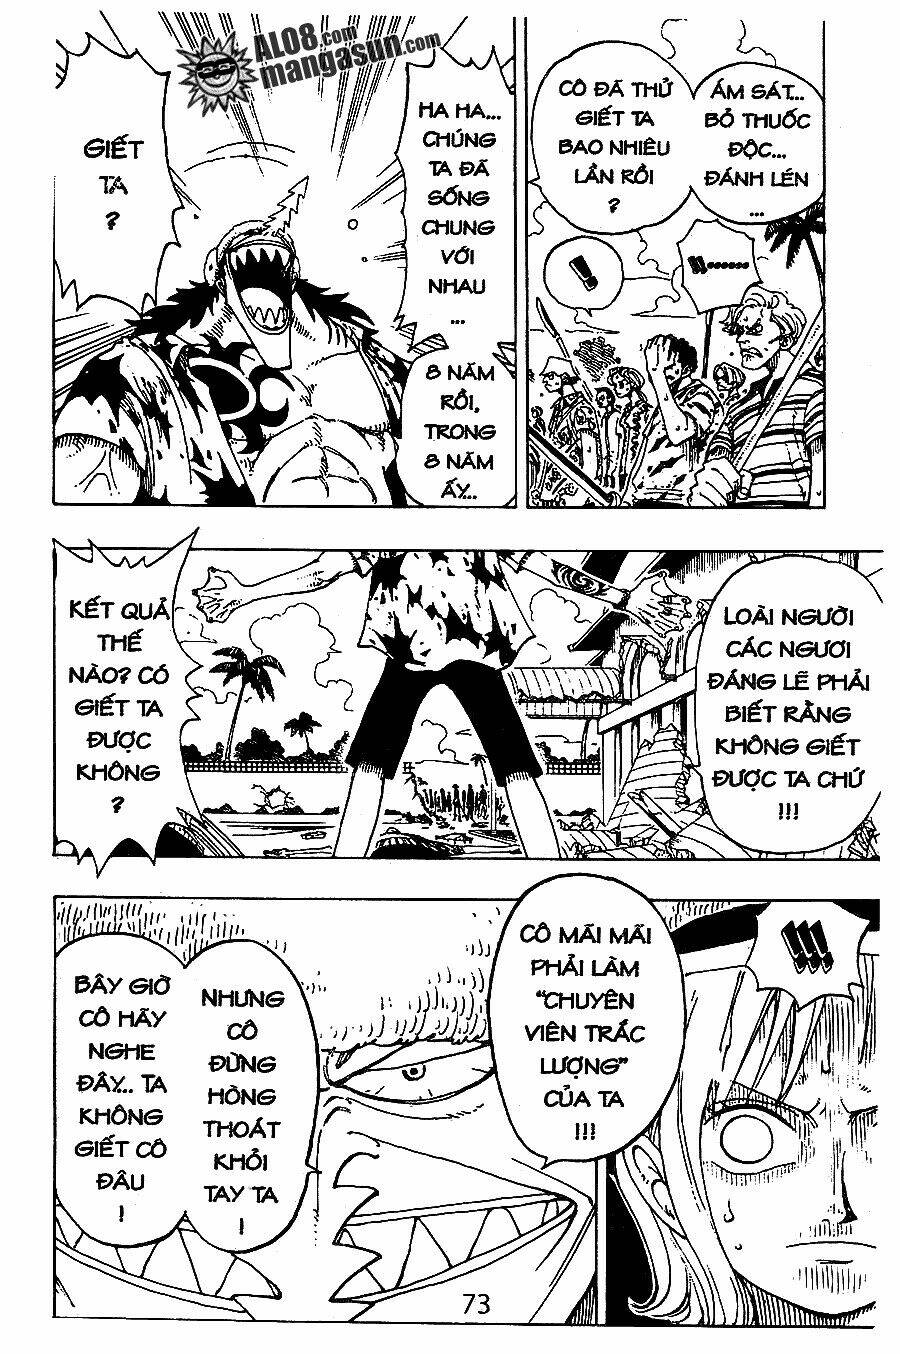 AL08.com
mangasun.com
GIẾT
TA
?
HA HA...
CHÚNG
TA ĐÃ
SỐNG
CHUNG
VỚI
NHAU
...
8 NĂM
RỒI,
TRONG
8 NĂM
ẤY...
CÔ ĐÃ THỬ
GIẾT TA
BAO NHIÊU
LẦN RỒI
?
ÁM SÁT...
BỎ THUỐC
ĐỘC...
ĐÁNH LÉN
...
!!
!!.......
KẾT QUẢ
THẾ
NÀO? CÓ
GIẾT TA
ĐƯỢC
KHÔNG
?
LOÀI NGƯỜI
CÁC NGƯƠI
ĐÁNG LẼ PHẢI
BIẾT RẰNG
KHÔNG GIẾT
ĐƯỢC TA CHỨ
!!!
BÂY GIỜ
CÔ HÃY
NGHE
ĐÂY... TA
KHÔNG
GIẾT CÔ
ĐÂU
!
NHƯNG
CÔ
ĐỪNG
HÒNG
THOÁT
KHỎI
TAY TA
!
CÔ MÃI MÃI
PHẢI LÀM
“CHUYÊN
VIÊN TRẮC
LƯỢNG”
CỦA TA
!!!
!!!
73